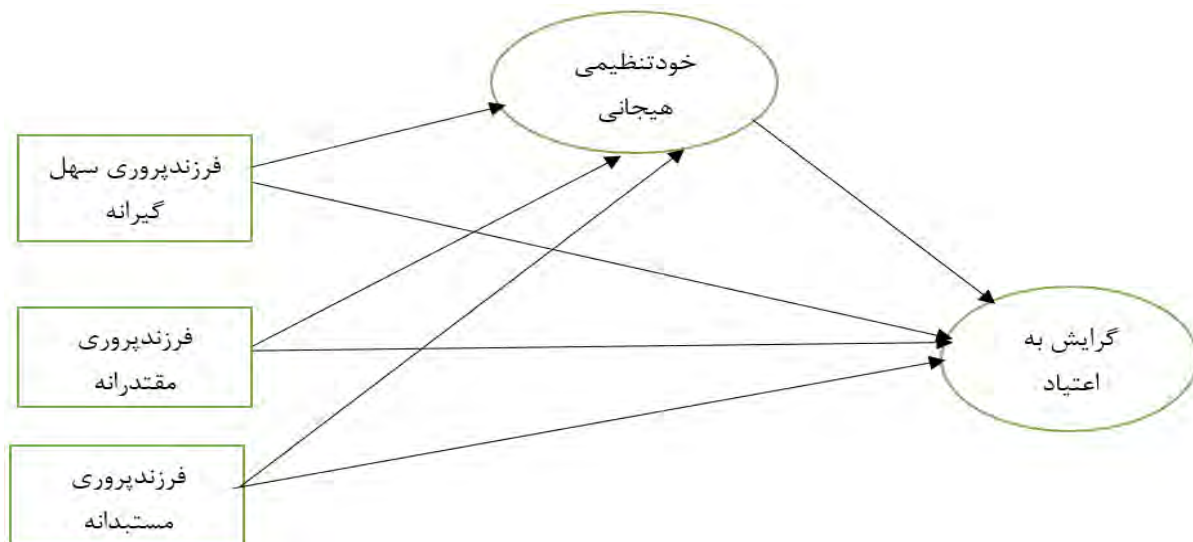 خودتنظیمی
هیجانی
فرزندپروری سهل
گیرانه
فرزندپروری
مقتدرانه
گرایش به
اعتیاد
فرزندپروری
مستبدانه